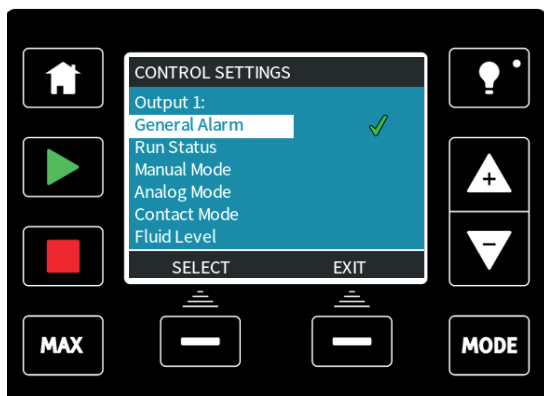 CONTROL SETTINGS
Output 1:
General Alarm
Run Status
Manual Mode
Analog Mode
Contact Mode
Fluid Level
SELECT EXIT
+
-
MAX
MODE